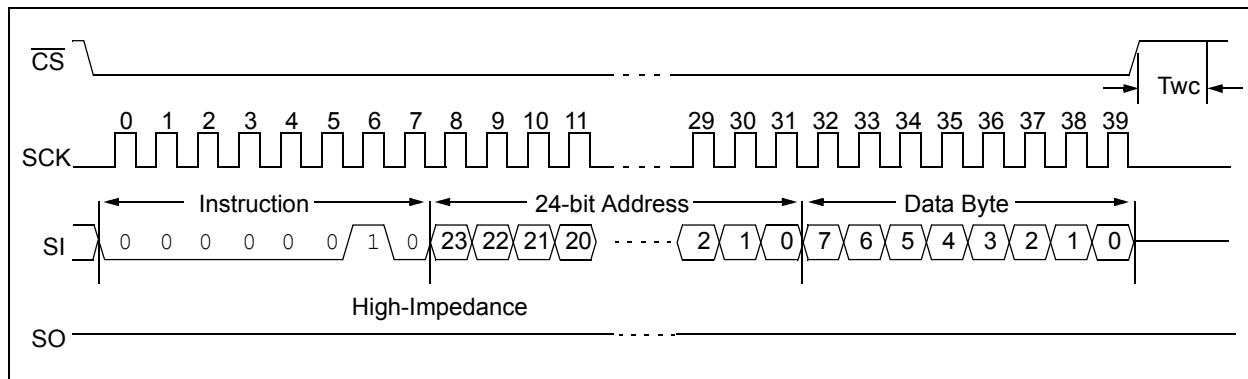 CS
Twc
0 1 2 3 4 5 6 7 8 9 10 11 29 30 31 32 33 34 35 36 37 38 39
SCK
Instruction 24-bit Address Data Byte
SI 0 0 0 0 0 0 1 0 23 22 21 20 2 1 0 7 6 5 4 3 2 1 0
High-Impedance
SO